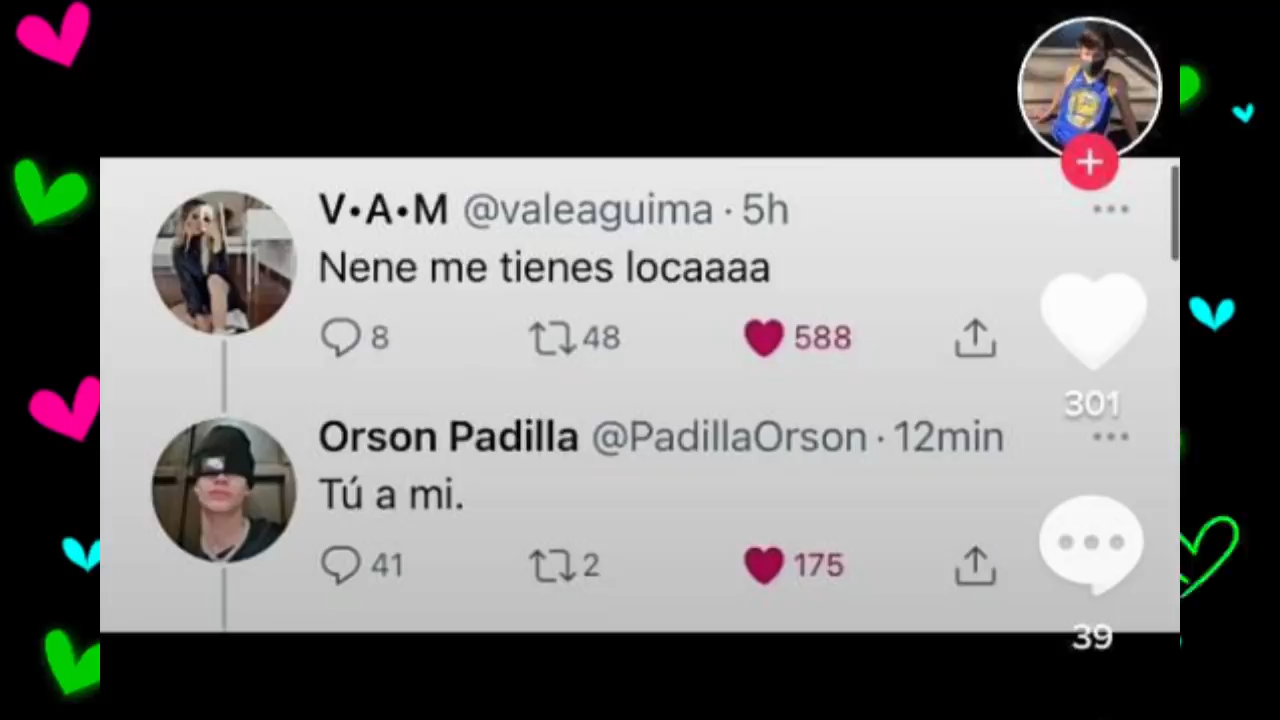 V•A•M @valeaguima · 5h
Nene me tienes locaaaa
8 48 588
301
Orson Padilla @PadillaOrson · 12min
Tú a mi.
41 2 175
39